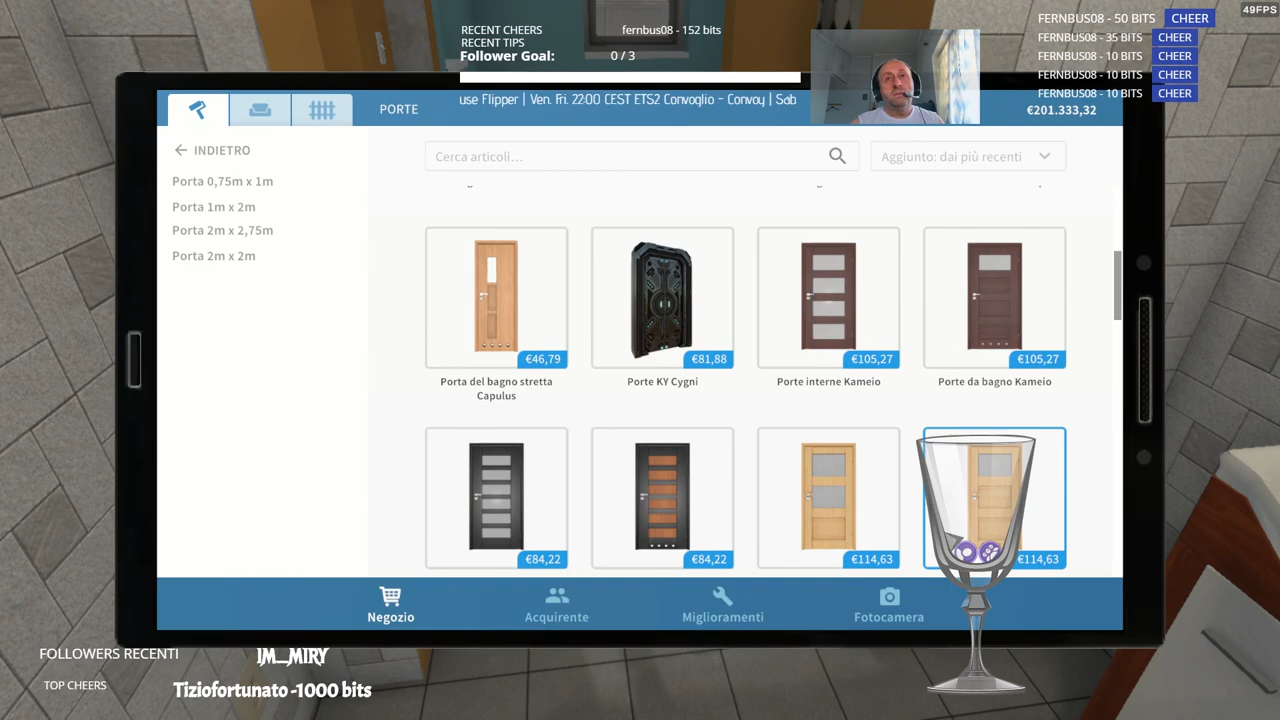 49FPS
RECENT CHEERS fernbus08 - 152 bits
RECENT TIPS
Follower Goal: 0 / 3
FERNBUS08 - 50 BITS CHEER
FERNBUS08 - 35 BITS CHEER
FERNBUS08 - 10 BITS CHEER
FERNBUS08 - 10 BITS CHEER
FERNBUS08 - 10 BITS CHEER
PORTE
use Flipper | Ven. Fri. 22:00 CEST ETS2 Convoglio - Convoy | Sab
€201.333,32
INDIETRO
Porta 0,75m x 1m
Porta 1m x 2m
Porta 2m x 2,75m
Porta 2m x 2m
Cerca articoli...
Aggiunto: dai più recenti
€46,79
€81,88
€105,27
€105,27
Porta del bagno stretta Capulus
Porte KY Cygni
Porte interne Kameio
Porte da bagno Kameio
€84,22
€84,22
€114,63
€114,63
Negozio
Acquirente
Miglioramenti
Fotocamera
FOLLOWERS RECENTI IM_MIRY
TOP CHEERS Tiziofortunato -1000 bits